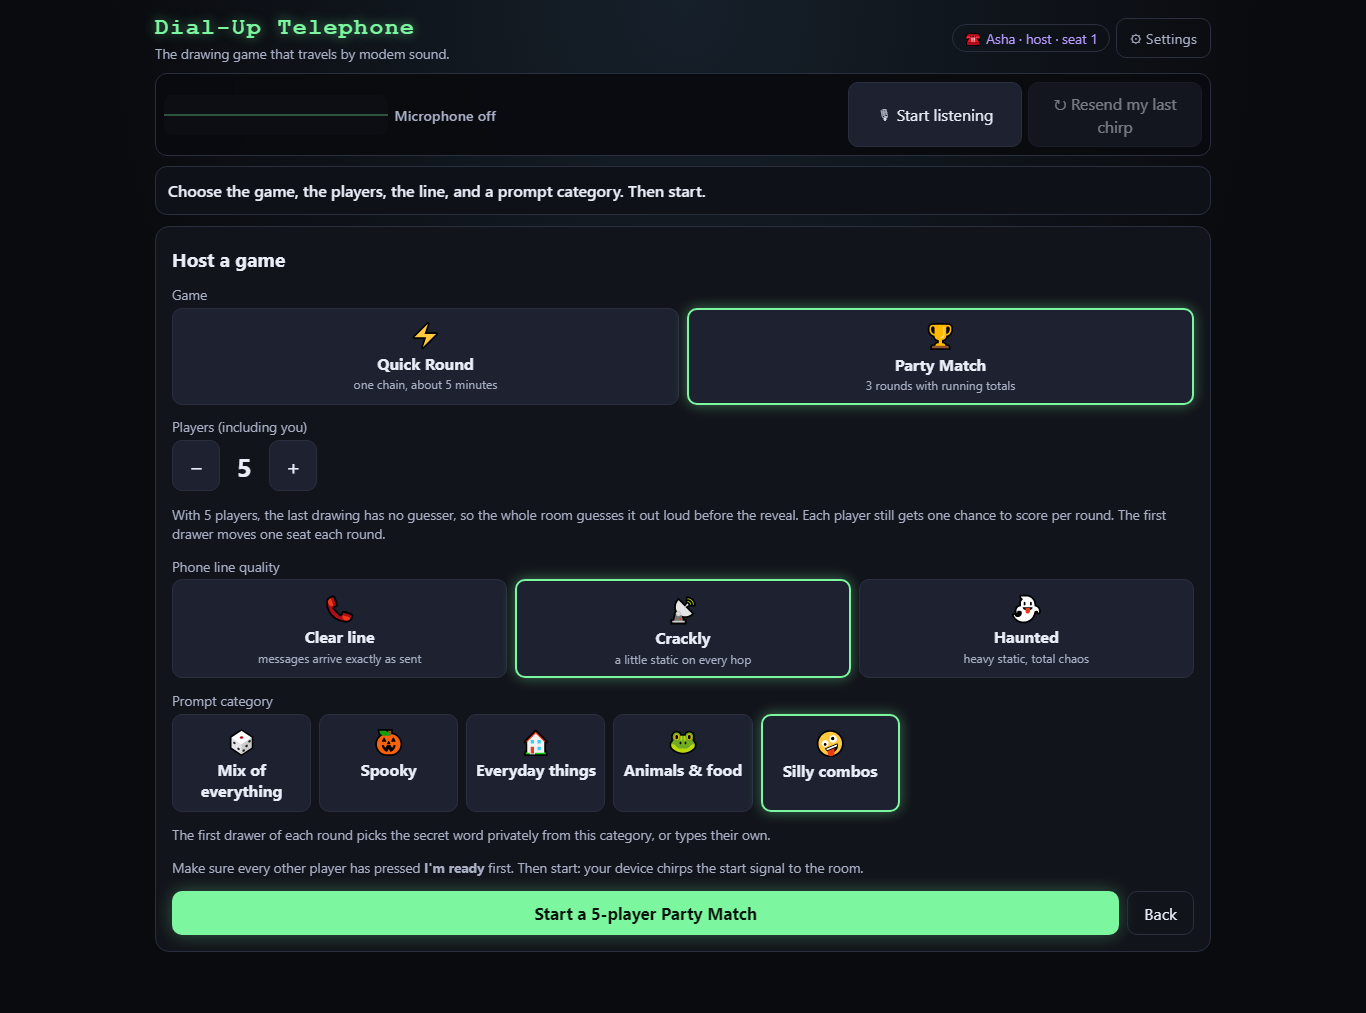 Dial-Up Telephone
The drawing game that travels by modem sound.
☎️ Asha · host · seat 1
⚙ Settings
Microphone off
🎙 Start listening
↻ Resend my last
chirp
Choose the game, the players, the line, and a prompt category. Then start.
Host a game
Game
Quick Round
one chain, about 5 minutes
Party Match
3 rounds with running totals
Players (including you)
− 5 +
With 5 players, the last drawing has no guesser, so the whole room guesses it out loud before the reveal. Each player still gets one chance to score per round. The first
drawer moves one seat each round.
Phone line quality
Clear line
messages arrive exactly as sent
Crackly
a little static on every hop
Haunted
heavy static, total chaos
Prompt category
Mix of
everything
Spooky
Everyday things
Animals & food
Silly combos
The first drawer of each round picks the secret word privately from this category, or types their own.
Make sure every other player has pressed I'm ready first. Then start: your device chirps the start signal to the room.
Start a 5-player Party Match
Back